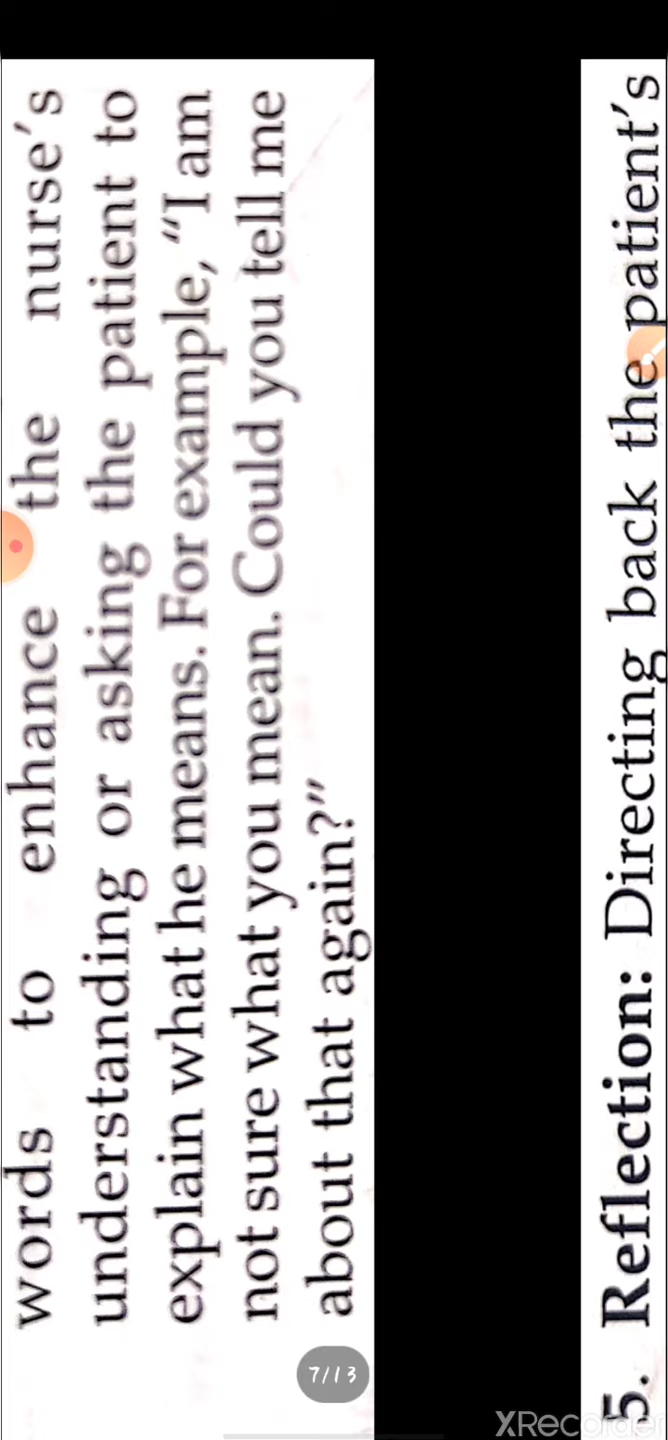 words to enhance the nurse's
understanding or asking the patient to
explain what he means. For example, "I am
not sure what you mean. Could you tell me
about that again?"
7/13
5. Reflection: Directing back the patient's
XRecorder